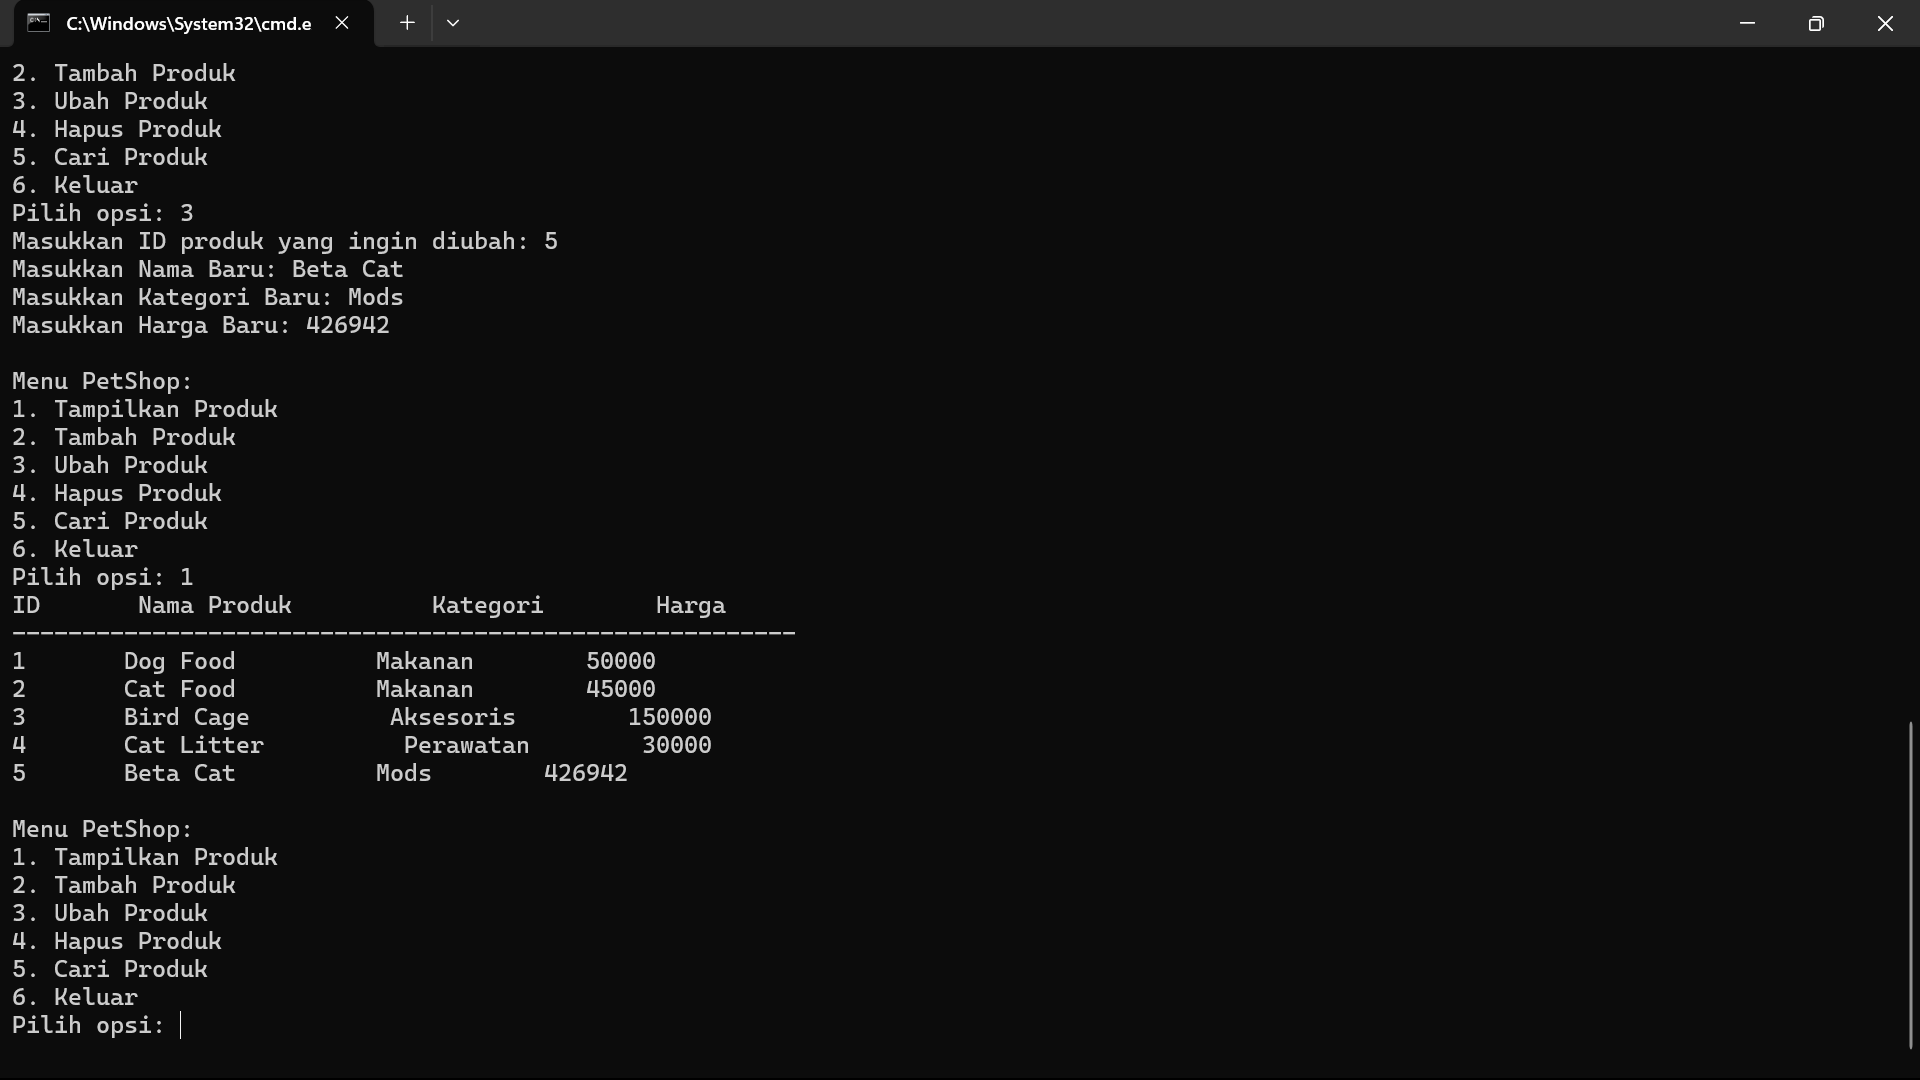 C:\Windows\System32\cmd.e
2. Tambah Produk
3. Ubah Produk
4. Hapus Produk
5. Cari Produk
6. Keluar
Pilih opsi: 3
Masukkan ID produk yang ingin diubah: 5
Masukkan Nama Baru: Beta Cat
Masukkan Kategori Baru: Mods
Masukkan Harga Baru: 426942

Menu PetShop:
1. Tampilkan Produk
2. Tambah Produk
3. Ubah Produk
4. Hapus Produk
5. Cari Produk
6. Keluar
Pilih opsi: 1
ID       Nama Produk          Kategori        Harga
--------------------------------------------------------
1       Dog Food          Makanan        50000
2       Cat Food          Makanan        45000
3       Bird Cage          Aksesoris        150000
4       Cat Litter          Perawatan        30000
5       Beta Cat          Mods        426942

Menu PetShop:
1. Tampilkan Produk
2. Tambah Produk
3. Ubah Produk
4. Hapus Produk
5. Cari Produk
6. Keluar
Pilih opsi: